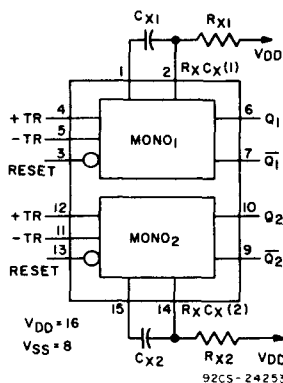 CX1
RX1
VDD
1
2
RXCX(1)
+TR 4
-TR 5
RESET 3
MONO1
6 Q1
7 Q̅1
+TR 12
-TR 11
RESET 13
MONO2
10 Q2
9 Q̅2
15
14
RXCX(2)
VDD=16
VSS=8
CX2
RX2
VDD
92CS-24253